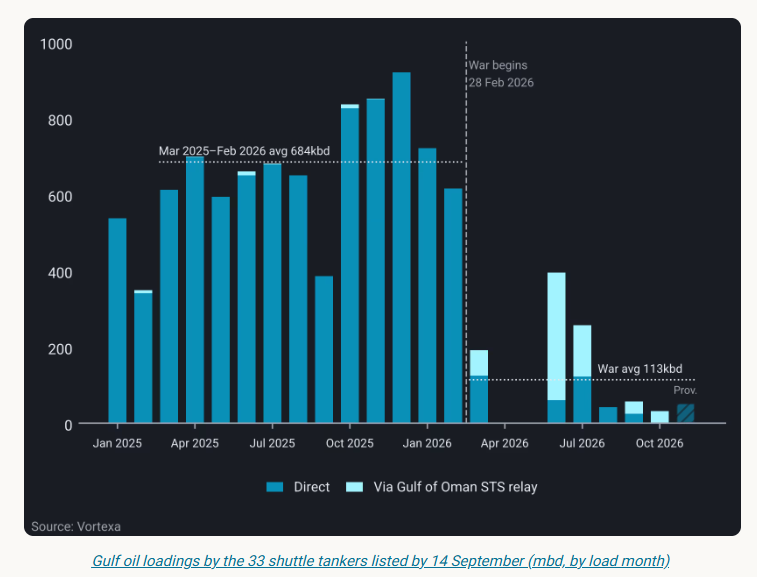 1000
War begins
28 Feb 2026
800
Mar 2025–Feb 2026 avg 684kbd
600
400
War avg 113kbd
200
Prov.
0
Jan 2025 Apr 2025 Jul 2025 Oct 2025 Jan 2026 Apr 2026 Jul 2026 Oct 2026
Direct Via Gulf of Oman STS relay
Source: Vortexa
Gulf oil loadings by the 33 shuttle tankers listed by 14 September (mbd, by load month)